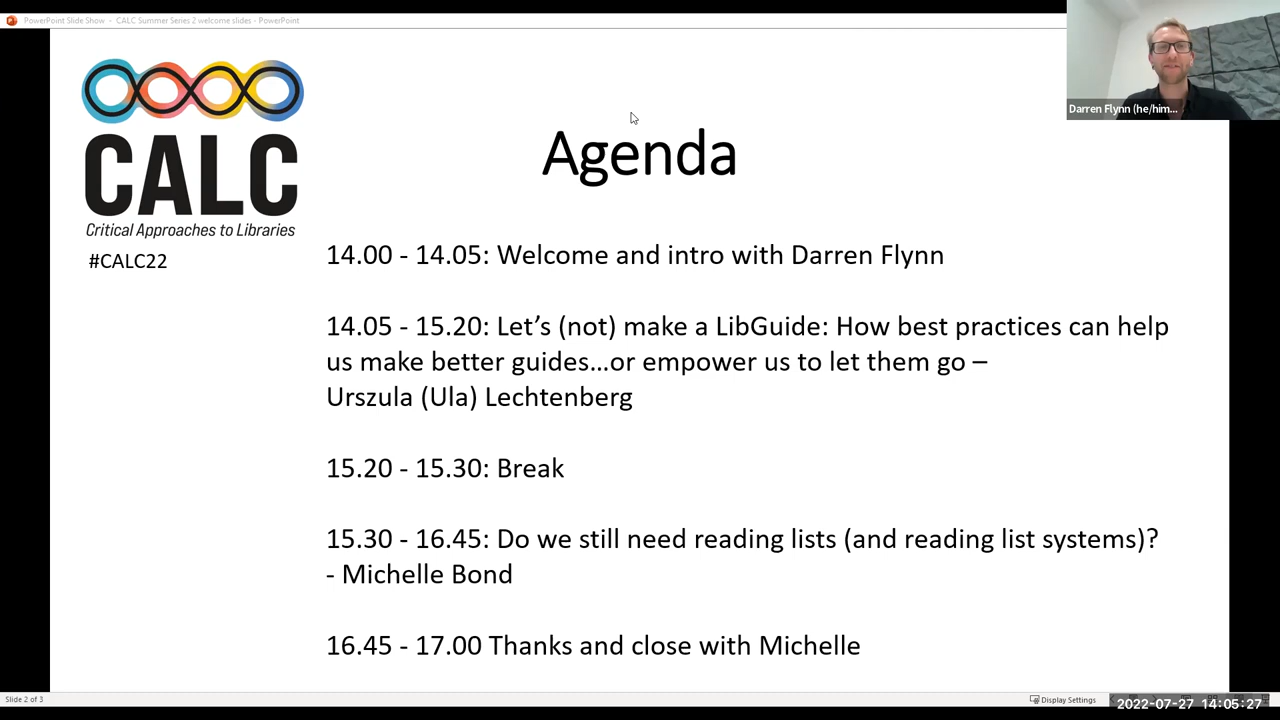 PowerPoint Slide Show - CALC Summer Series 2 welcome slides - PowerPoint
Darren Flynn (he/him...
CALC
Critical Approaches to Libraries
#CALC22
Agenda
14.00 - 14.05: Welcome and intro with Darren Flynn
14.05 - 15.20: Let’s (not) make a LibGuide: How best practices can help
us make better guides...or empower us to let them go –
Urszula (Ula) Lechtenberg
15.20 - 15.30: Break
15.30 - 16.45: Do we still need reading lists (and reading list systems)?
- Michelle Bond
16.45 - 17.00 Thanks and close with Michelle
Slide 2 of 3
Display Settings
2022-07-27 14:05:27